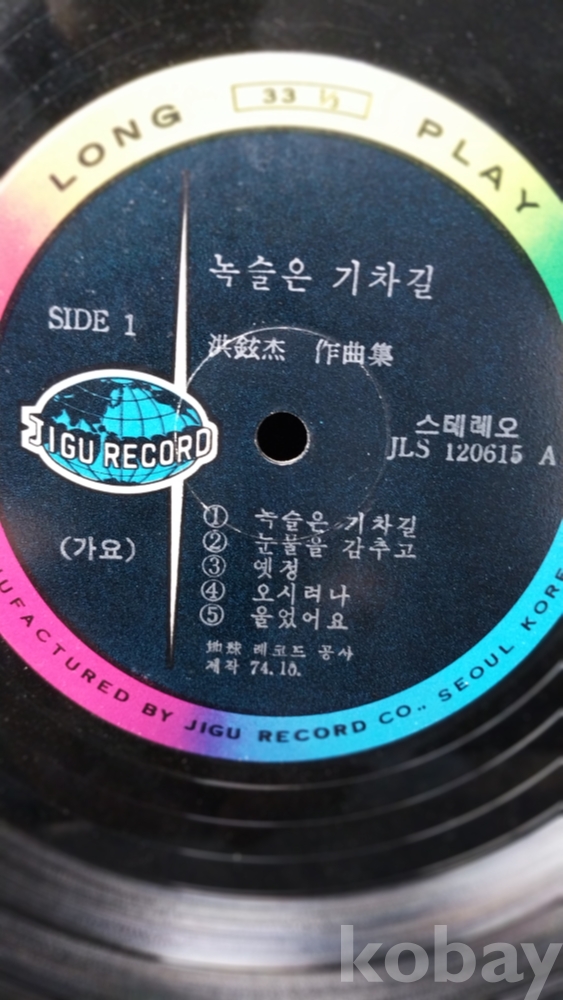 LONG PLAY
33 ⅓
녹슬은 기차길
SIDE 1
洪鉉杰 作曲集
스테레오
JLS 120615 A
JIGU RECORD
(가요)
① 녹슬은 기차길
② 눈물을 감추고
③ 옛정
④ 오시려나
⑤ 울었어요
地球 레코드 공사
제작 74.10.
UFACTURED BY JIGU RECORD CO., SEOUL KORE
kobay